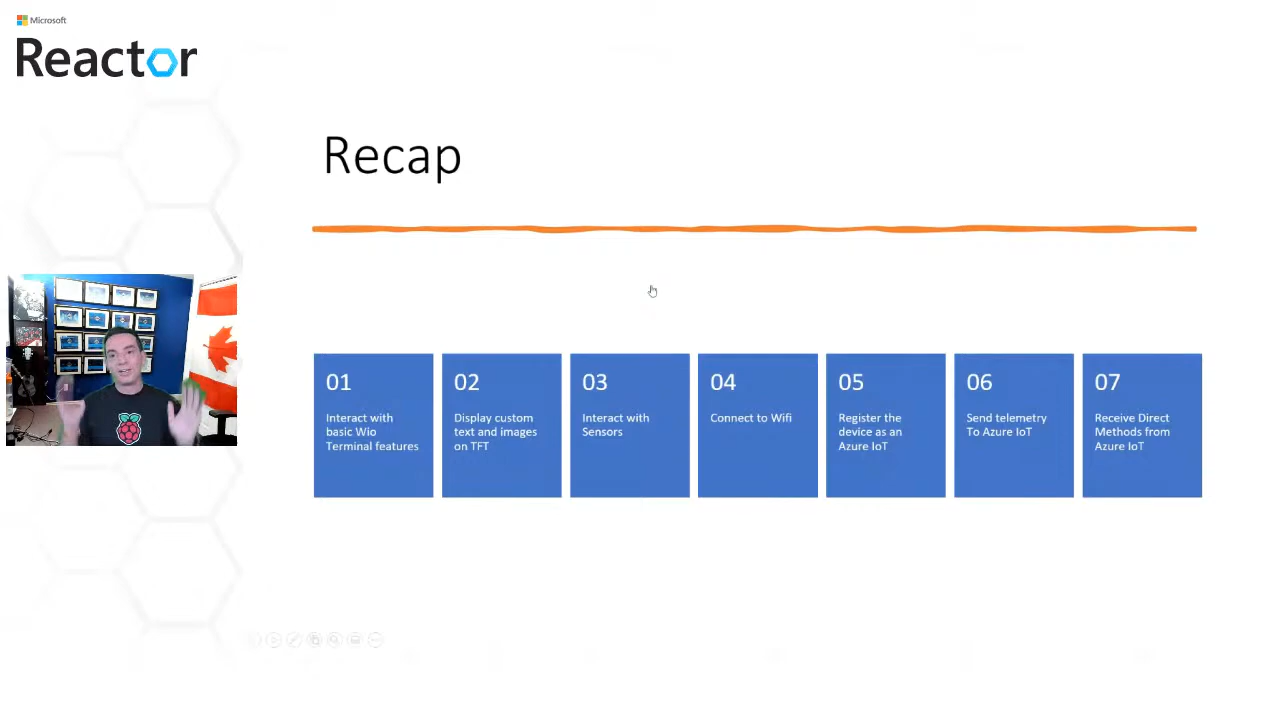 Microsoft
Reactor
Recap
01
Interact with
basic Wio
Terminal features
02
Display custom
text and images
on TFT
03
Interact with
Sensors
04
Connect to Wifi
05
Register the
device as an
Azure IoT
06
Send telemetry
To Azure IoT
07
Receive Direct
Methods from
Azure IoT